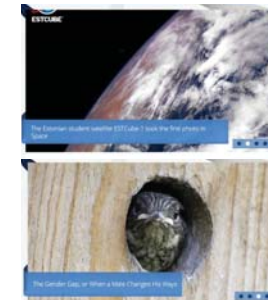 ESTCUBE
The Estonian student satellite ESTCube-1 took the first photo in
Space
The Gender Gap, or When a Male Changes His Ways